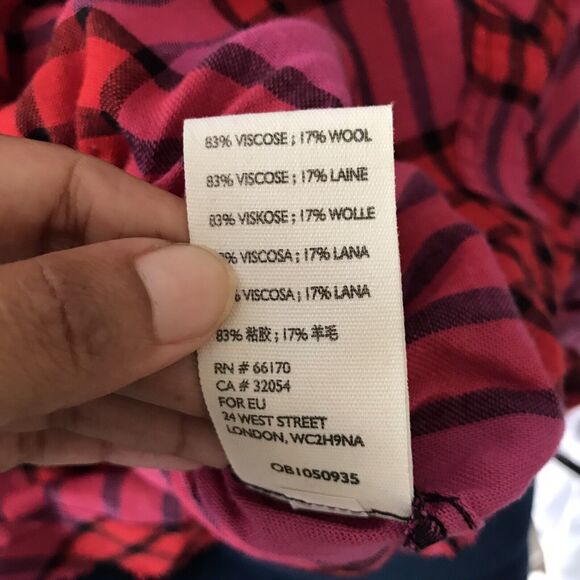 83% VISCOSE ; 17% WOOL
83% VISCOSE ; 17% LAINE
83% VISKOSE ; 17% WOLLE
% VISCOSA ; 17% LANA
% VISCOSA ; 17% LANA
83% 粘胶 ; 17% 羊毛
RN # 66170
CA # 32054
FOR EU
24 WEST STREET
LONDON, WC2H9NA
OB1050935